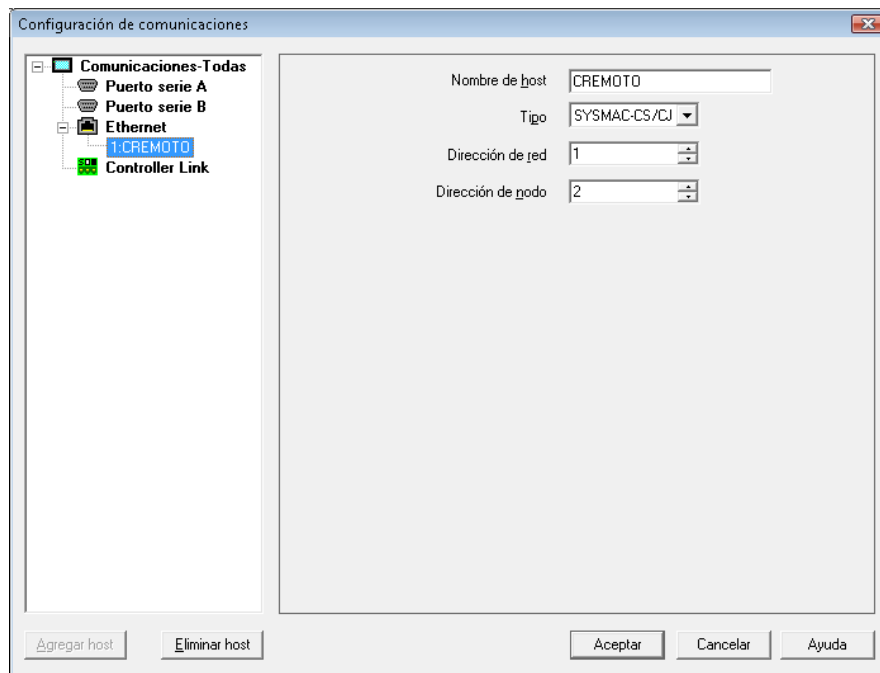 Configuración de comunicaciones
Comunicaciones-Todas
Puerto serie A
Puerto serie B
Ethernet
1:CREMOTO
Controller Link
Nombre de host CREMOTO
Tipo SYSMAC-CS/CJ
Dirección de red 1
Dirección de nodo 2
Agregar host Eliminar host Aceptar Cancelar Ayuda